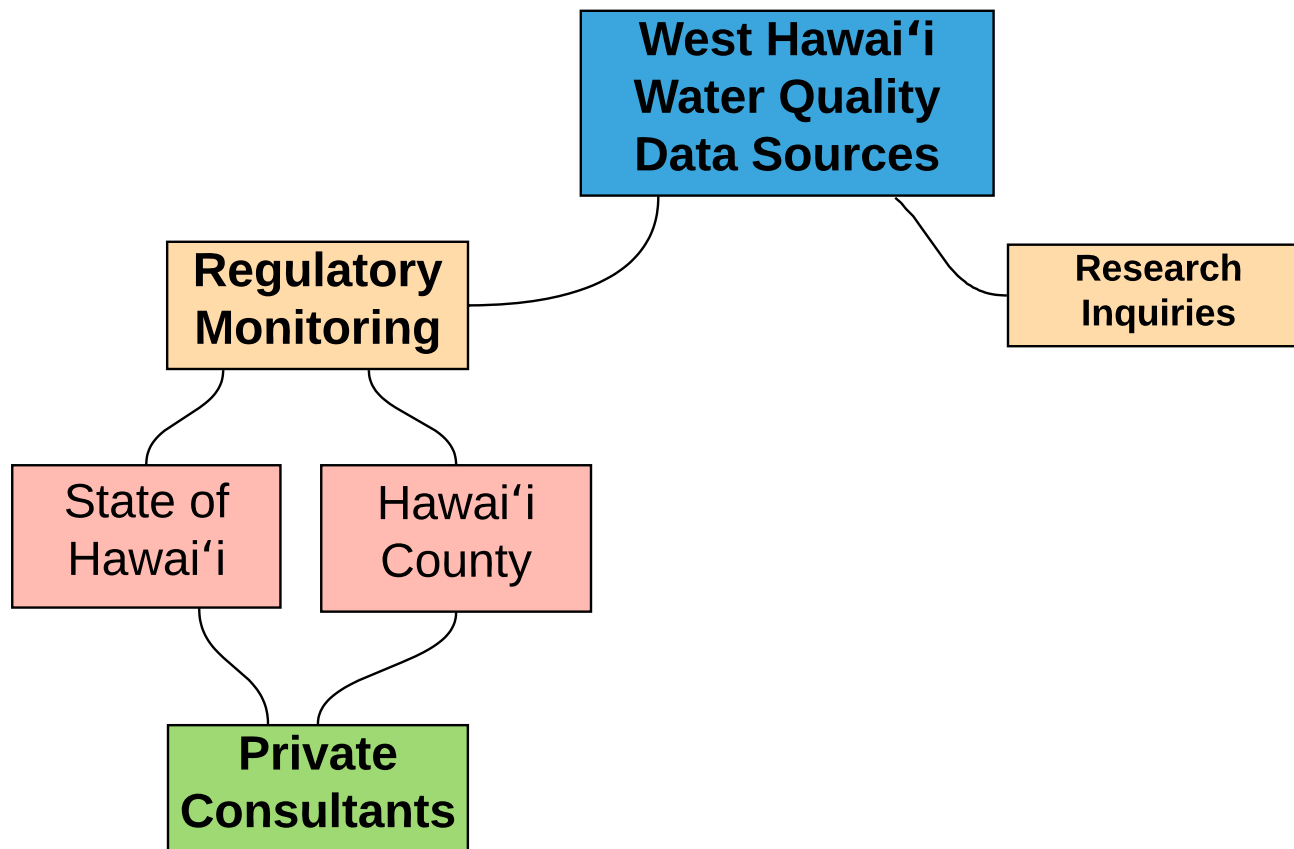 West Hawaiʻi
Water Quality
Data Sources
Regulatory
Monitoring
Research
Inquiries
State of
Hawaiʻi
Hawaiʻi
County
Private
Consultants